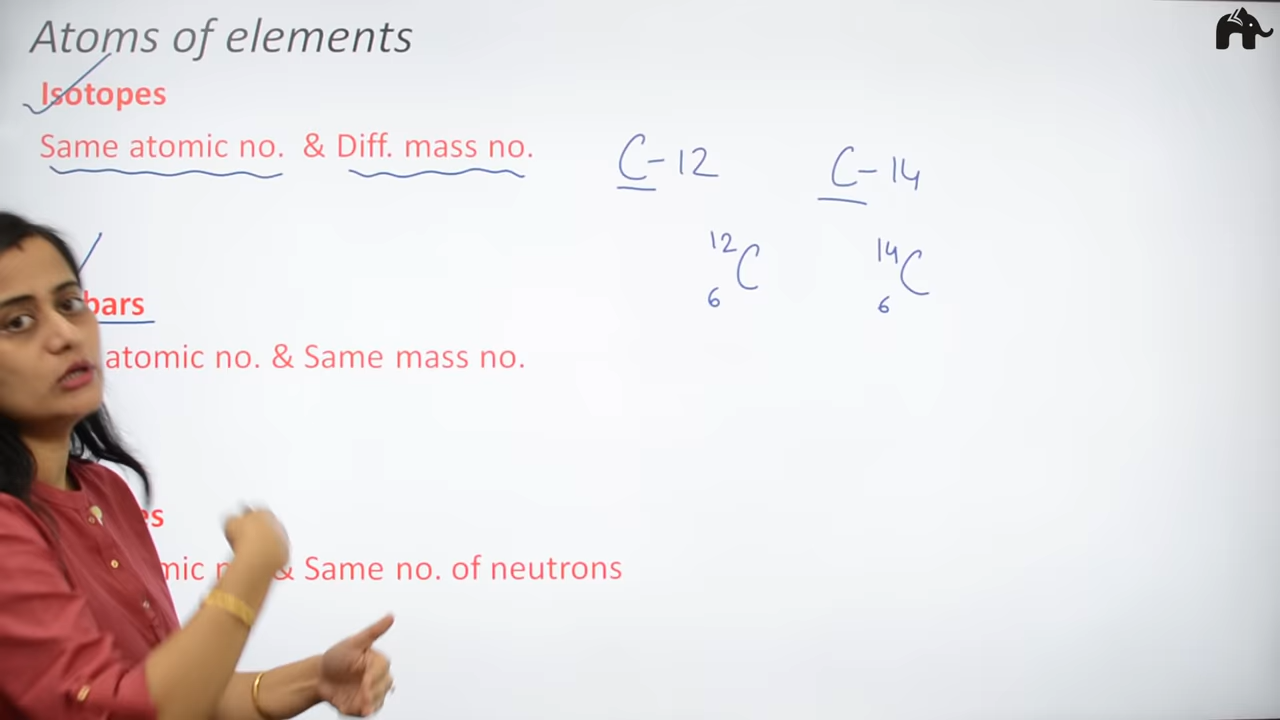 Atoms of elements
Isotopes
Same atomic no. & Diff. mass no.
C-12 C-14
12 6 C 14 6 C
bars
atomic no. & Same mass no.
es
mic & Same no. of neutrons